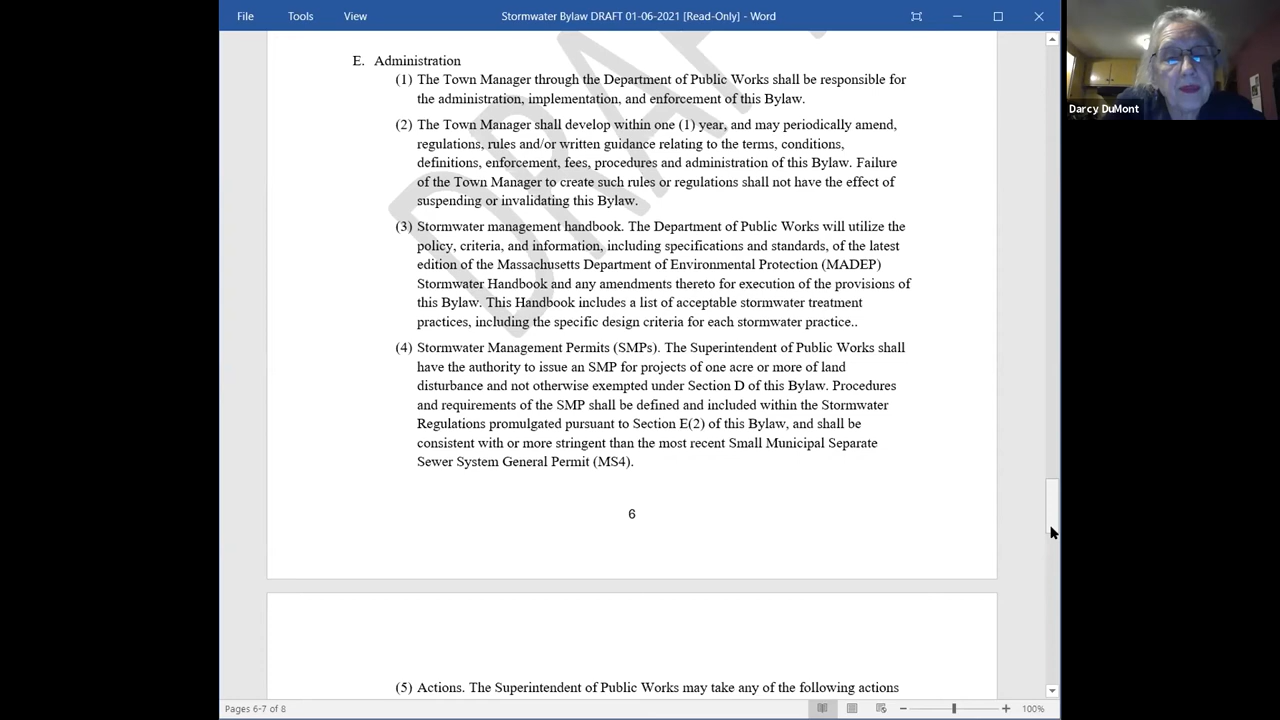 File Tools View Stormwater Bylaw DRAFT 01-06-2021 [Read-Only] - Word
DRAFT
E. Administration
(1) The Town Manager through the Department of Public Works shall be responsible for
the administration, implementation, and enforcement of this Bylaw.
(2) The Town Manager shall develop within one (1) year, and may periodically amend,
regulations, rules and/or written guidance relating to the terms, conditions,
definitions, enforcement, fees, procedures and administration of this Bylaw. Failure
of the Town Manager to create such rules or regulations shall not have the effect of
suspending or invalidating this Bylaw.
(3) Stormwater management handbook. The Department of Public Works will utilize the
policy, criteria, and information, including specifications and standards, of the latest
edition of the Massachusetts Department of Environmental Protection (MADEP)
Stormwater Handbook and any amendments thereto for execution of the provisions of
this Bylaw. This Handbook includes a list of acceptable stormwater treatment
practices, including the specific design criteria for each stormwater practice..
(4) Stormwater Management Permits (SMPs). The Superintendent of Public Works shall
have the authority to issue an SMP for projects of one acre or more of land
disturbance and not otherwise exempted under Section D of this Bylaw. Procedures
and requirements of the SMP shall be defined and included within the Stormwater
Regulations promulgated pursuant to Section E(2) of this Bylaw, and shall be
consistent with or more stringent than the most recent Small Municipal Separate
Sewer System General Permit (MS4).
6
(5) Actions. The Superintendent of Public Works may take any of the following actions
Pages 6-7 of 8 100%
Darcy DuMont